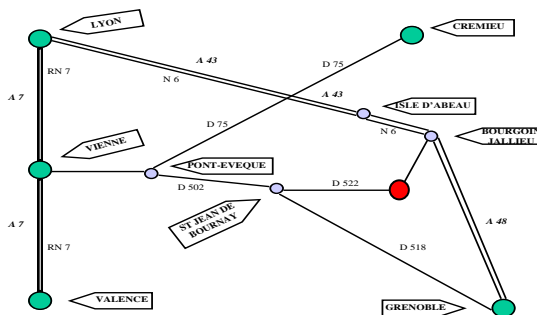 LYON
CREMIEU
D 75
A 43
RN 7
N 6
A 7
A 43
ISLE D'ABEAU
D 75
N 6
BOURGOIN
JALLIEU
VIENNE
PONT-EVEQUE
D 502
D 522
ST JEAN DE
BOURNAY
A 48
A 7
RN 7
D 518
VALENCE
GRENOBLE